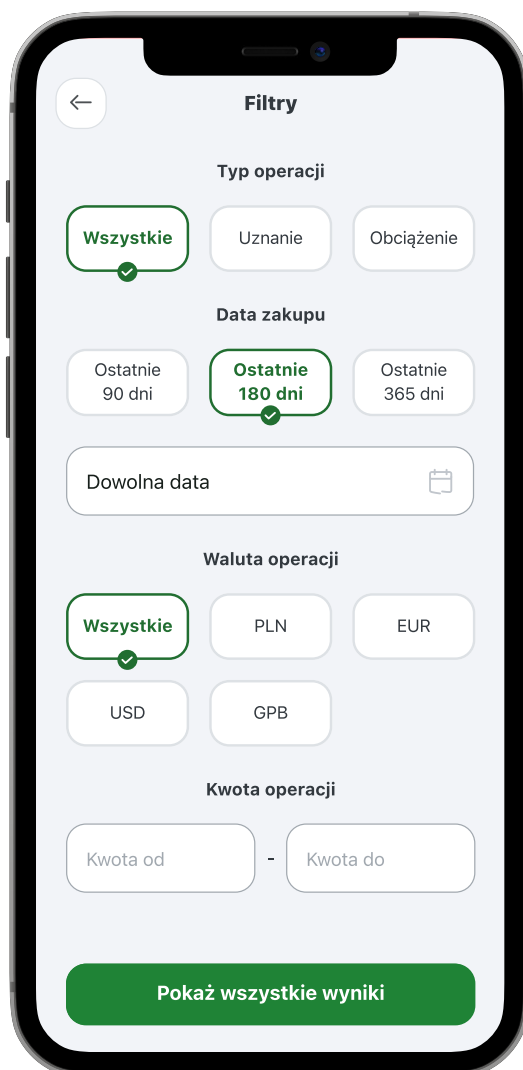 Filtry
Typ operacji
Wszystkie
Uznanie
Obciążenie
Data zakupu
Ostatnie
90 dni
Ostatnie
180 dni
Ostatnie
365 dni
Dowolna data
Waluta operacji
Wszystkie
PLN
EUR
USD
GPB
Kwota operacji
Kwota od
-
Kwota do
Pokaż wszystkie wyniki